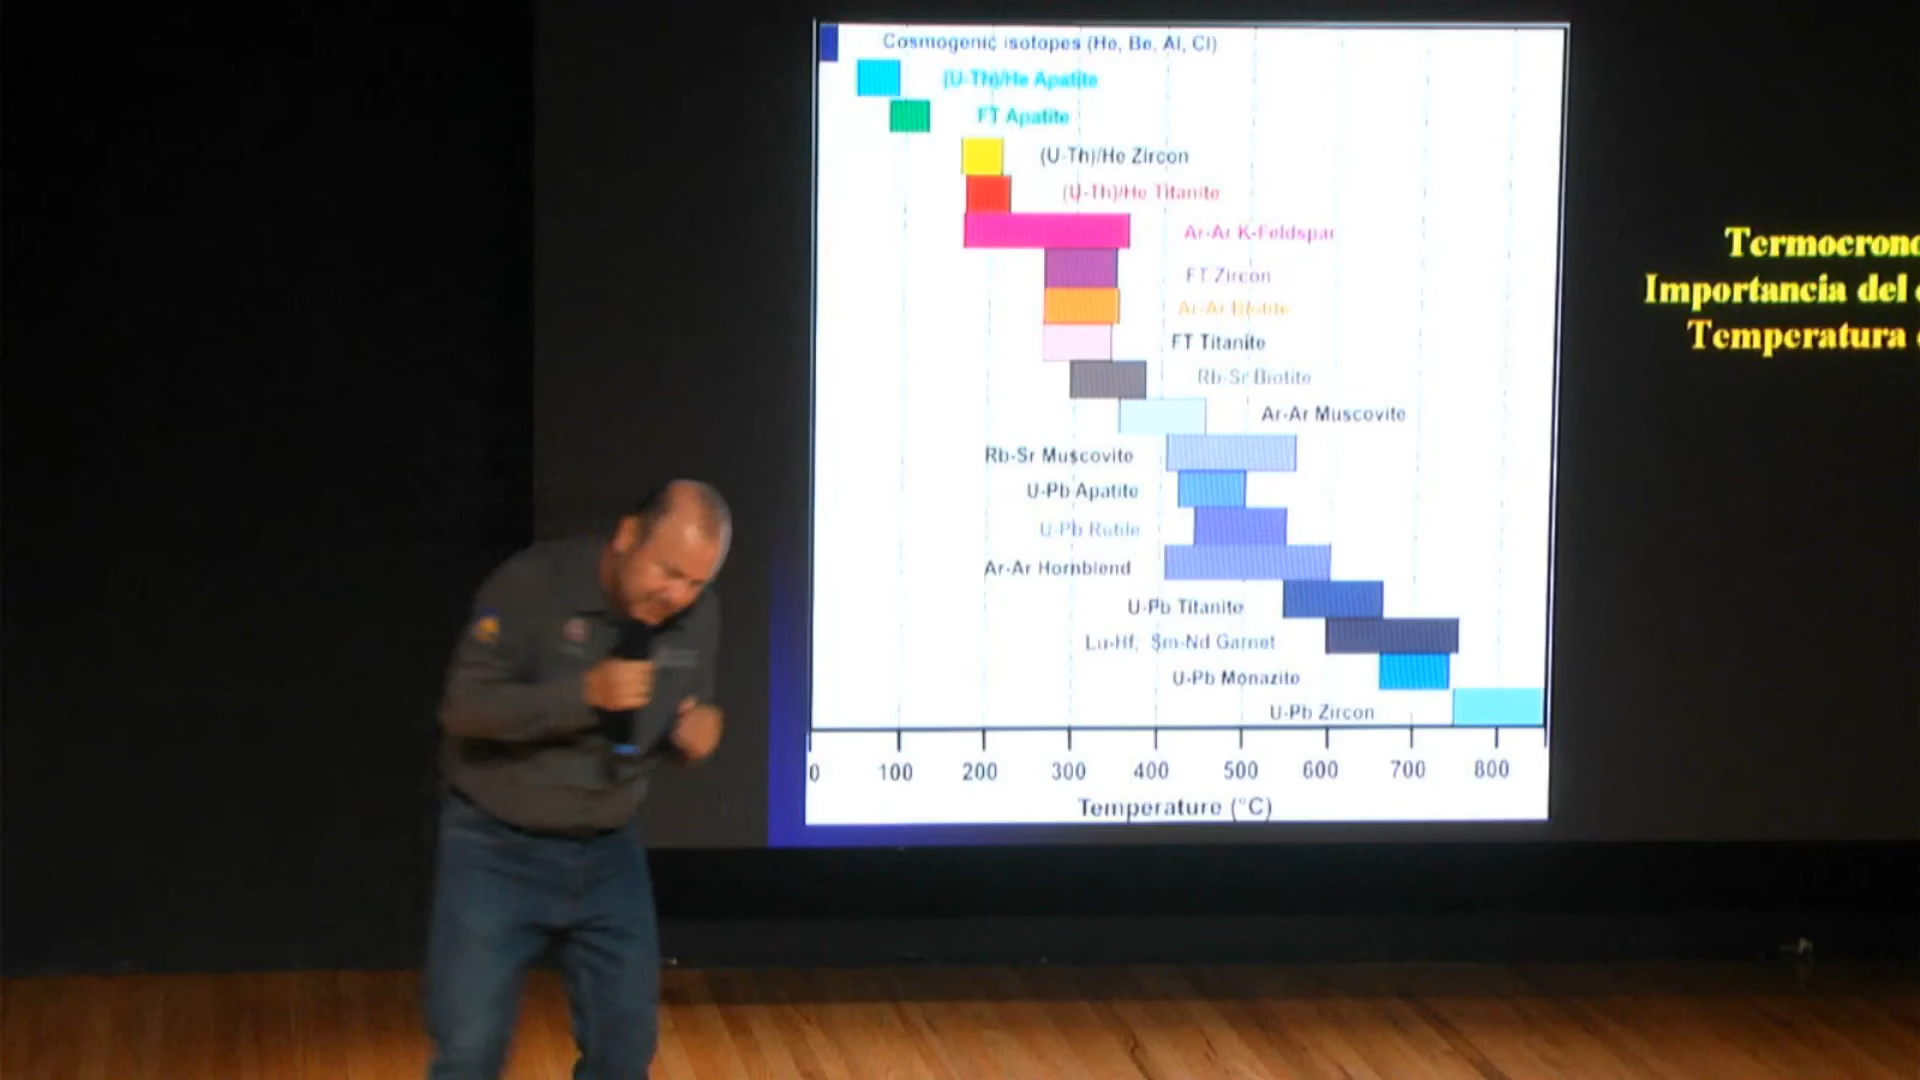 Cosmogenic isotopes (He, Be, Al, Cl)
(U-Th)/He Apatite
FT Apatite
(U-Th)/He Zircon
(U-Th)/He Titanite
Ar-Ar K-Feldspar
FT Zircon
Ar-Ar Biotite
FT Titanite
Rb-Sr Biotite
Ar-Ar Muscovite
Rb-Sr Muscovite
U-Pb Apatite
U-Pb Rutile
Ar-Ar Hornblend
U-Pb Titanite
Lu-Hf, Sm-Nd Garnet
U-Pb Monazite
U-Pb Zircon
0 100 200 300 400 500 600 700 800
Temperature (°C)
Termocrono
Importancia del
Temperatura